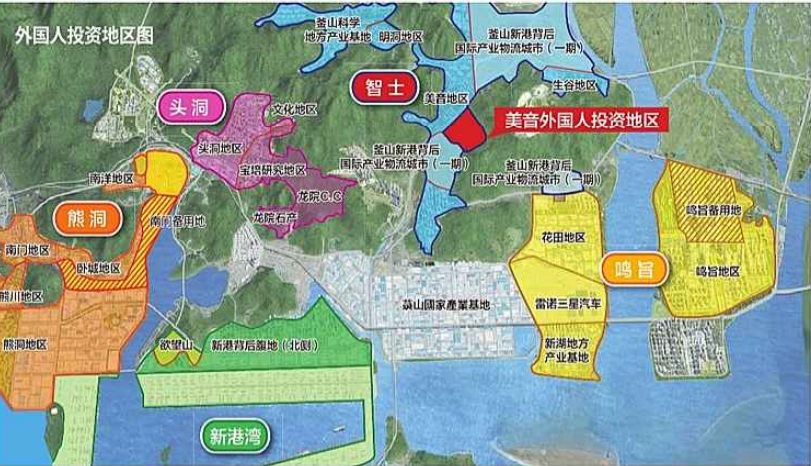 外国人投资地区图
釜山科学
地方产业基地
明洞地区
釜山新港背后
国际产业物流城市（一期）
智士
美音地区
生谷地区
头洞
文化地区
美音外国人投资地区
头洞地区
宝培研究地区
釜山新港背后
国际产业物流城市（一期）
釜山新港背后
国际产业物流城市（一期）
南洋地区
龙院C.C
龙院石产
熊洞
南门备用地
鸣旨备用地
花田地区
南门地区
卧城地区
鸣旨
鸣旨地区
熊川地区
菉山國家產業基地
雷诺三星汽车
熊洞地区
欲望山
新港背后腹地（北侧）
新湖地方
产业基地
新港湾